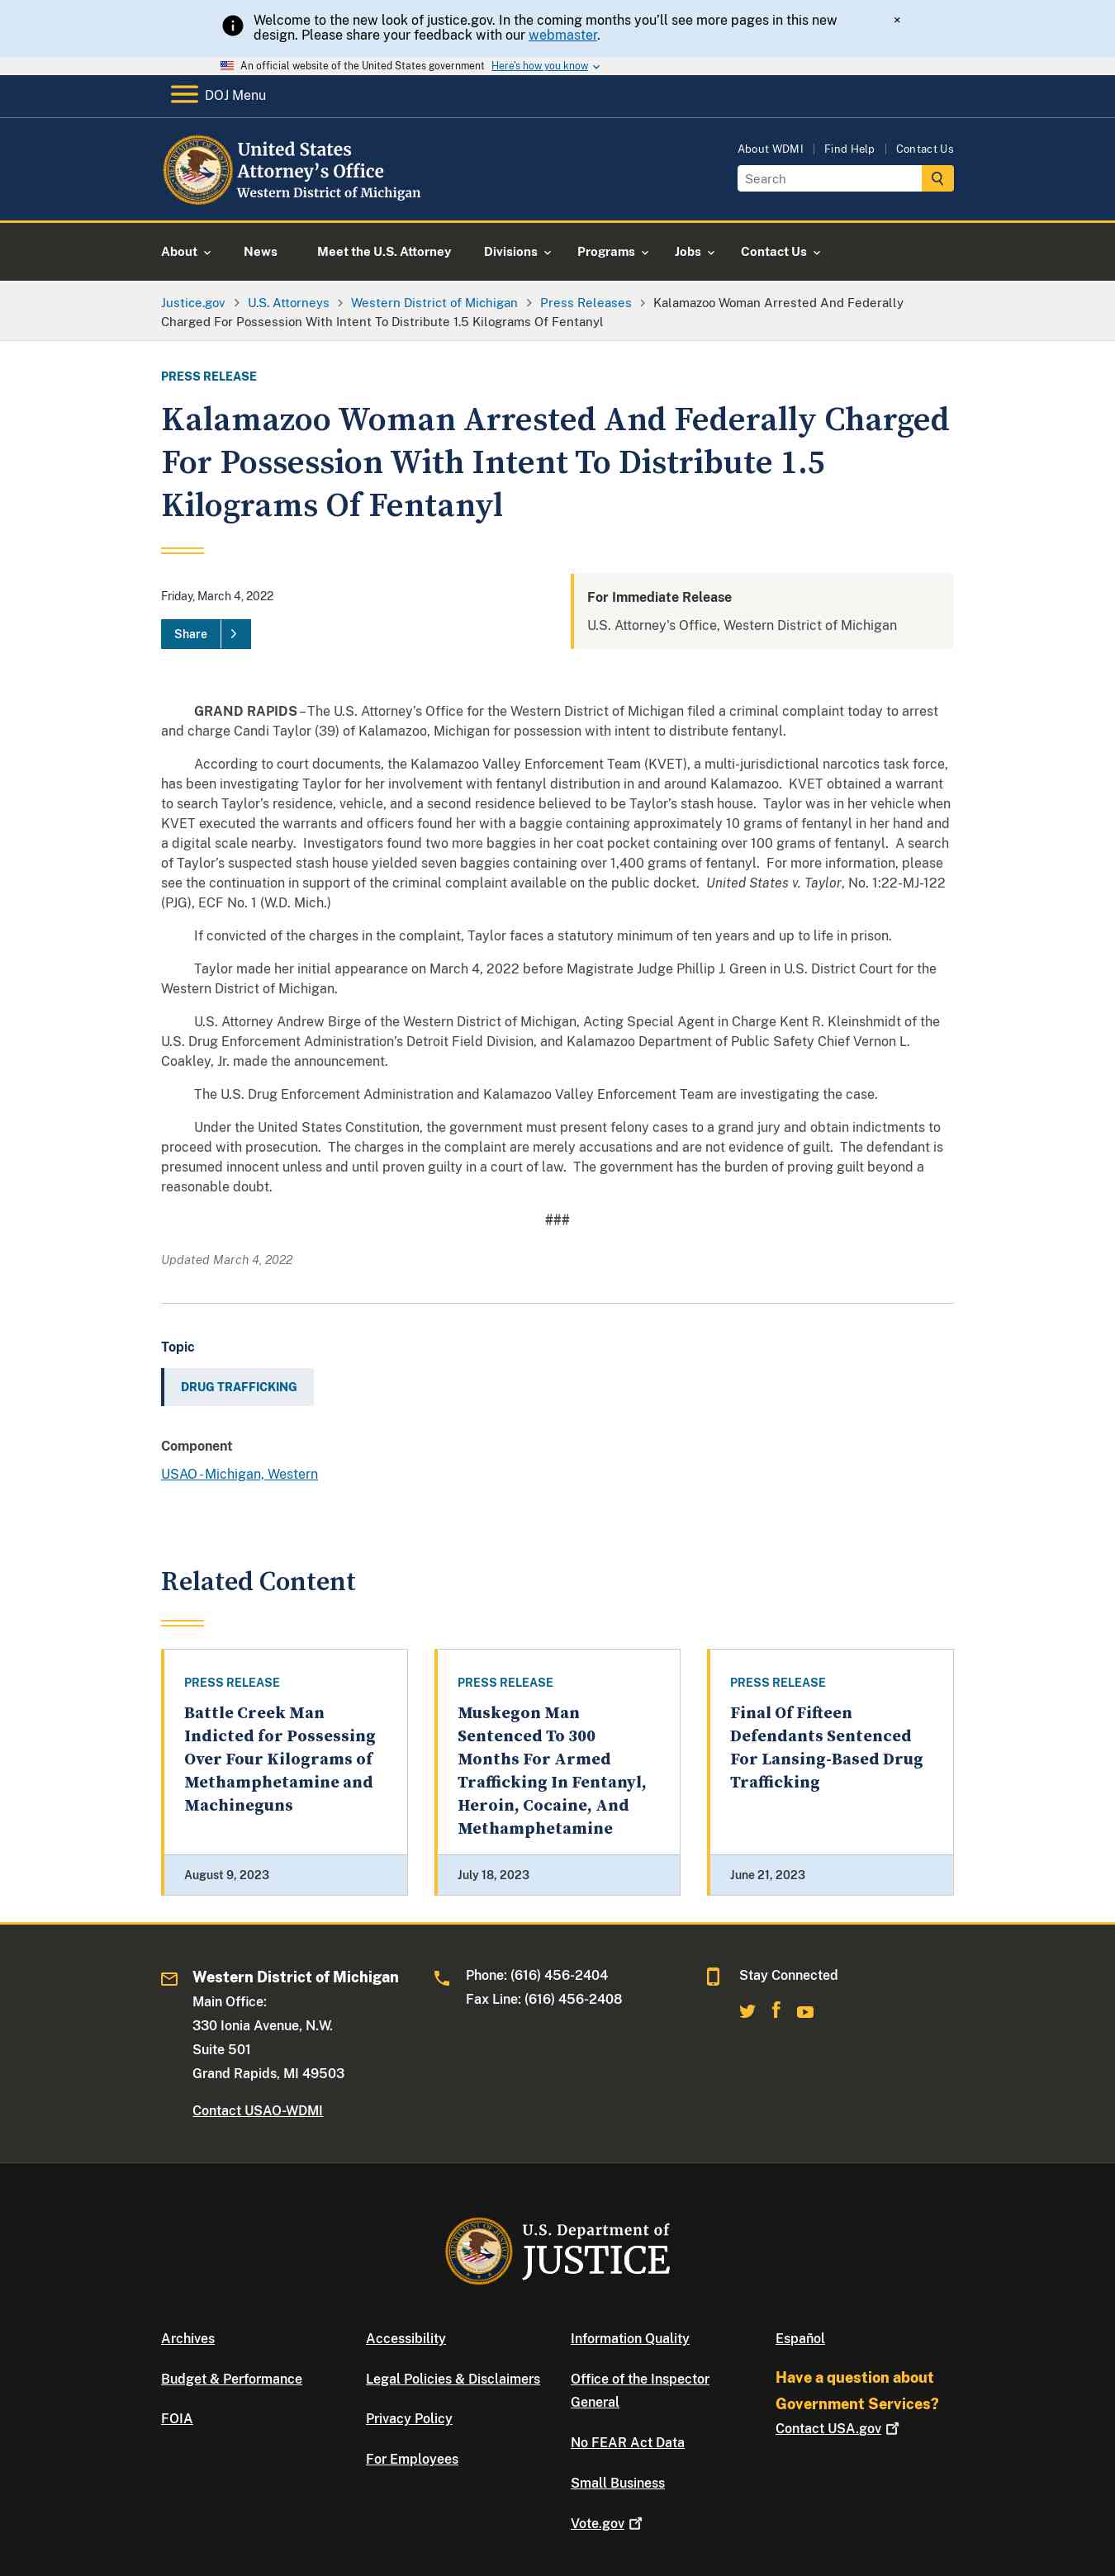 Welcome to the new look of justice.gov. In the coming months you'll see more pages in this new
design. Please share your feedback with our webmaster.
×
An official website of the United States government Here's how you know
DOJ Menu
United States
Attorney's Office
Western District of Michigan
About WDMI | Find Help | Contact Us
Search
About News Meet the U.S. Attorney Divisions Programs Jobs Contact Us
Justice.gov > U.S. Attorneys > Western District of Michigan > Press Releases > Kalamazoo Woman Arrested And Federally
Charged For Possession With Intent To Distribute 1.5 Kilograms Of Fentanyl
PRESS RELEASE
Kalamazoo Woman Arrested And Federally Charged
For Possession With Intent To Distribute 1.5
Kilograms Of Fentanyl
Friday, March 4, 2022
Share
For Immediate Release
U.S. Attorney's Office, Western District of Michigan
GRAND RAPIDS – The U.S. Attorney's Office for the Western District of Michigan filed a criminal complaint today to arrest
and charge Candi Taylor (39) of Kalamazoo, Michigan for possession with intent to distribute fentanyl.
According to court documents, the Kalamazoo Valley Enforcement Team (KVET), a multi-jurisdictional narcotics task force,
has been investigating Taylor for her involvement with fentanyl distribution in and around Kalamazoo. KVET obtained a warrant
to search Taylor's residence, vehicle, and a second residence believed to be Taylor's stash house. Taylor was in her vehicle when
KVET executed the warrants and officers found her with a baggie containing approximately 10 grams of fentanyl in her hand and
a digital scale nearby. Investigators found two more baggies in her coat pocket containing over 100 grams of fentanyl. A search
of Taylor's suspected stash house yielded seven baggies containing over 1,400 grams of fentanyl. For more information, please
see the continuation in support of the criminal complaint available on the public docket. United States v. Taylor, No. 1:22-MJ-122
(PJG), ECF No. 1 (W.D. Mich.)
If convicted of the charges in the complaint, Taylor faces a statutory minimum of ten years and up to life in prison.
Taylor made her initial appearance on March 4, 2022 before Magistrate Judge Phillip J. Green in U.S. District Court for the
Western District of Michigan.
U.S. Attorney Andrew Birge of the Western District of Michigan, Acting Special Agent in Charge Kent R. Kleinshmidt of the
U.S. Drug Enforcement Administration's Detroit Field Division, and Kalamazoo Department of Public Safety Chief Vernon L.
Coakley, Jr. made the announcement.
The U.S. Drug Enforcement Administration and Kalamazoo Valley Enforcement Team are investigating the case.
Under the United States Constitution, the government must present felony cases to a grand jury and obtain indictments to
proceed with prosecution. The charges in the complaint are merely accusations and are not evidence of guilt. The defendant is
presumed innocent unless and until proven guilty in a court of law. The government has the burden of proving guilt beyond a
reasonable doubt.
###
Updated March 4, 2022
Topic
DRUG TRAFFICKING
Component
USAO - Michigan, Western
Related Content
PRESS RELEASE
Battle Creek Man
Indicted for Possessing
Over Four Kilograms of
Methamphetamine and
Machineguns
August 9, 2023
PRESS RELEASE
Muskegon Man
Sentenced To 300
Months For Armed
Trafficking In Fentanyl,
Heroin, Cocaine, And
Methamphetamine
July 18, 2023
PRESS RELEASE
Final Of Fifteen
Defendants Sentenced
For Lansing-Based Drug
Trafficking
June 21, 2023
Western District of Michigan
Main Office:
330 Ionia Avenue, N.W.
Suite 501
Grand Rapids, MI 49503
Contact USAO-WDMI
Phone: (616) 456-2404
Fax Line: (616) 456-2408
Stay Connected
U.S. Department of
JUSTICE
Archives
Budget & Performance
FOIA
Accessibility
Legal Policies & Disclaimers
Privacy Policy
For Employees
Information Quality
Office of the Inspector
General
No FEAR Act Data
Small Business
Vote.gov
Español
Have a question about
Government Services?
Contact USA.gov